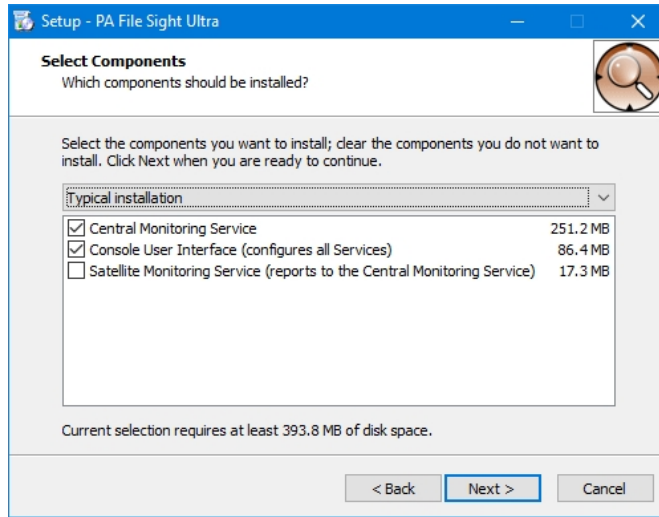 Setup - PA File Sight Ultra
Select Components
Which components should be installed?
Select the components you want to install; clear the components you do not want to
install. Click Next when you are ready to continue.
Typical installation
Central Monitoring Service 251.2 MB
Console User Interface (configures all Services) 86.4 MB
Satellite Monitoring Service (reports to the Central Monitoring Service) 17.3 MB
Current selection requires at least 393.8 MB of disk space.
< Back Next > Cancel